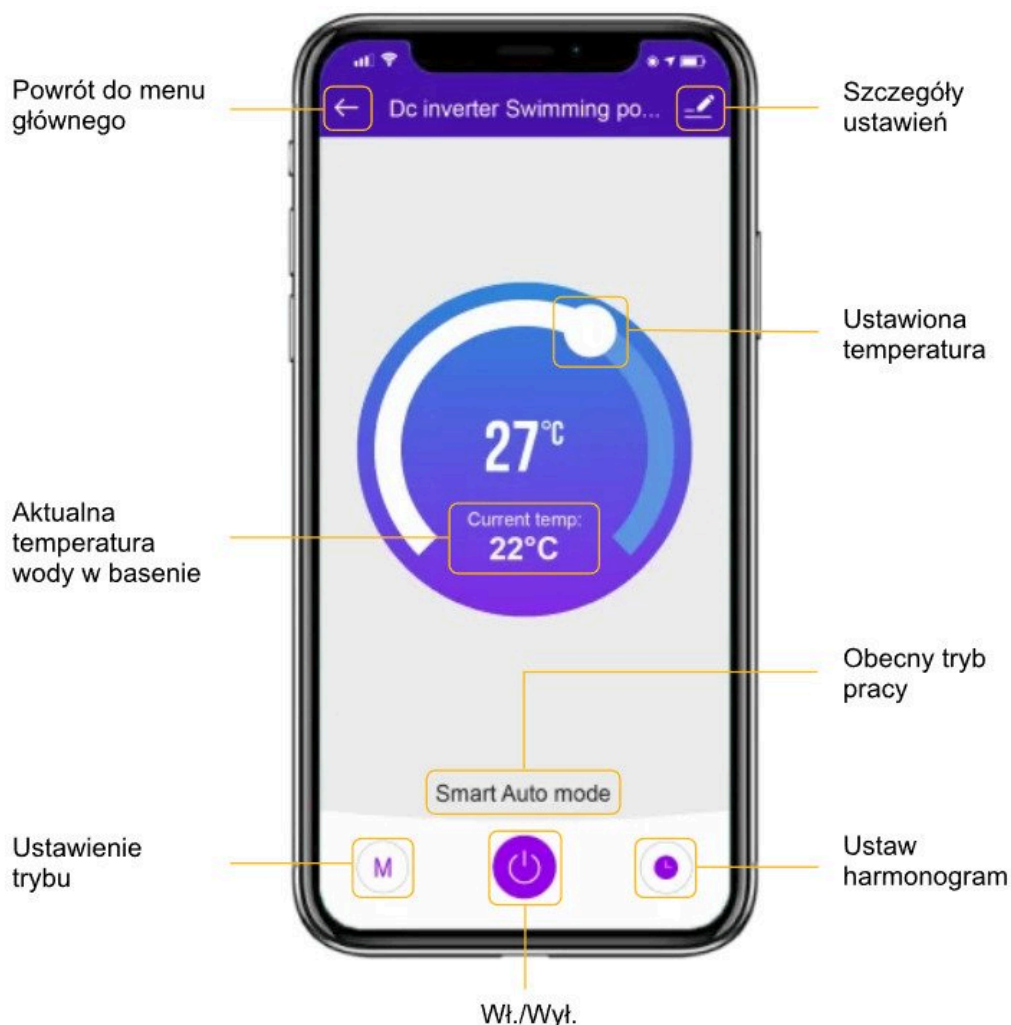 Powrót do menu
głównego
Dc inverter Swimming po...
Szczegóły
ustawień
Ustawiona
temperatura
27°C
Aktualna
temperatura
wody w basenie
Current temp:
22°C
Obecny tryb
pracy
Smart Auto mode
Ustawienie
trybu
M
Ustaw
harmonogram
Wł./Wył.